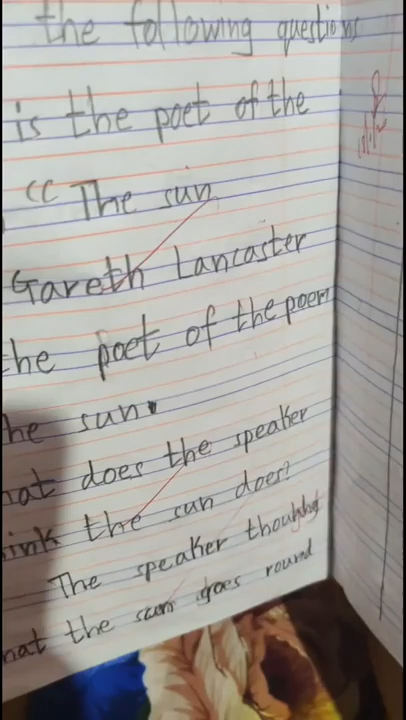 the following questions
is the poet of the
“ The sun
Gareth Lancaster
the poet of the poem
he sun.
hat does the speaker
ink the sun does?
The speaker thought
hat the sun goes round